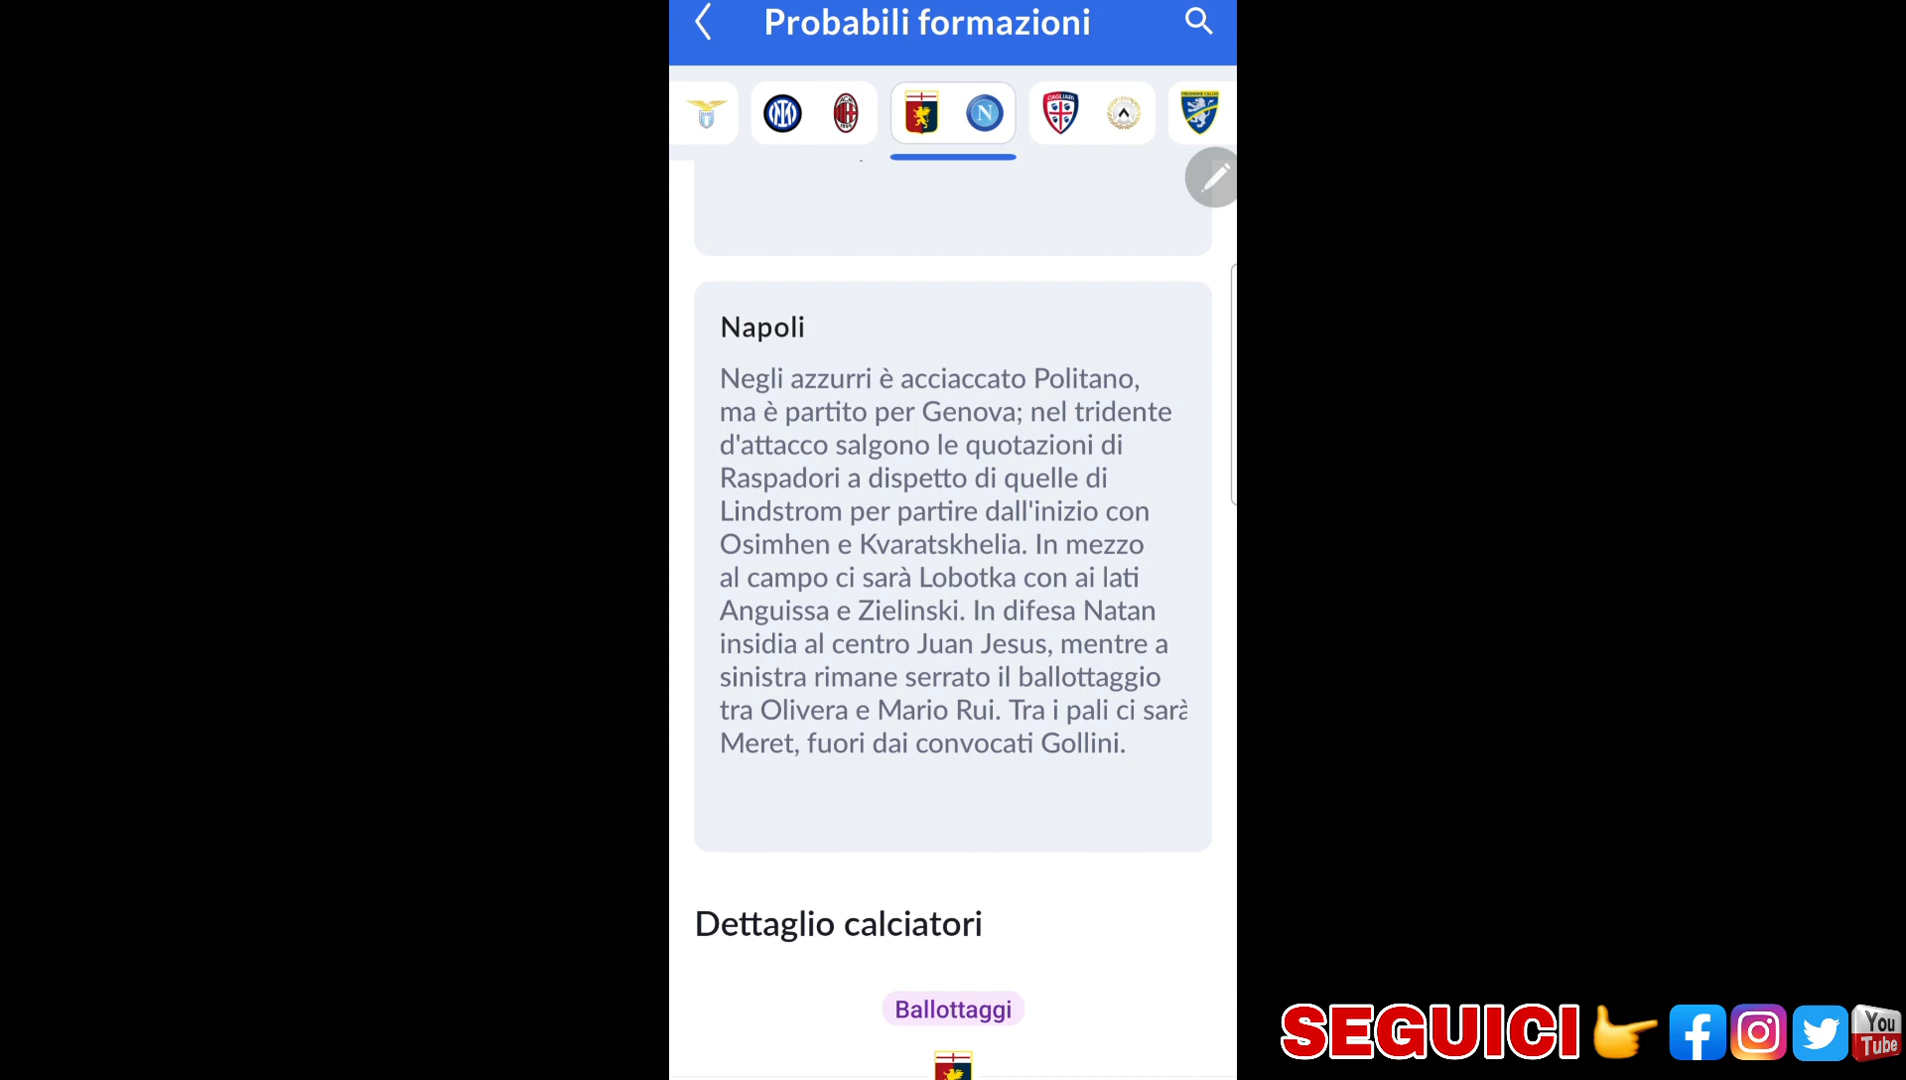 Probabili formazioni
CAGLIARI
N
Napoli
Negli azzurri è acciaccato Politano,
ma è partito per Genova; nel tridente
d'attacco salgono le quotazioni di
Raspadori a dispetto di quelle di
Lindstrom per partire dall'inizio con
Osimhen e Kvaratskhelia. In mezzo
al campo ci sarà Lobotka con ai lati
Anguissa e Zielinski. In difesa Natan
insidia al centro Juan Jesus, mentre a
sinistra rimane serrato il ballottaggio
tra Olivera e Mario Rui. Tra i pali ci sarà
Meret, fuori dai convocati Gollini.
Dettaglio calciatori
Ballottaggi
SEGUICI
You
Tube